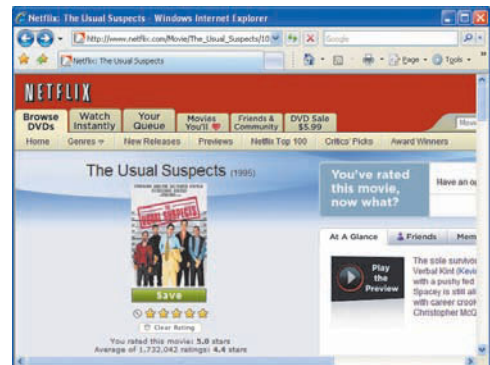 Netflix: The Usual Suspects - Windows Internet Explorer
http://www.netflix.com/Movie/The_Usual_Suspects/10
Google
Netflix: The Usual Suspects
Page
Tools
NETFLIX
Browse DVDs
Watch Instantly
Your Queue
Movies You'll
Friends & Community
DVD Sale $5.99
Home Genres New Releases Previews Netflix Top 100 Critics' Picks Award Winners
The Usual Suspects (1995)
You've rated
this movie,
now what?
Have an
THE USUAL SUSPECTS
At A Glance Friends Mem
Play
the
Preview
The sole survivo
Verbal Kint (Kevi
with a pushy fed
Spacey is still ali
with career crook
Christopher McQ
Save
Clear Rating
You rated this movie: 5.0 stars
Average of 1,732,042 ratings: 4.4 stars